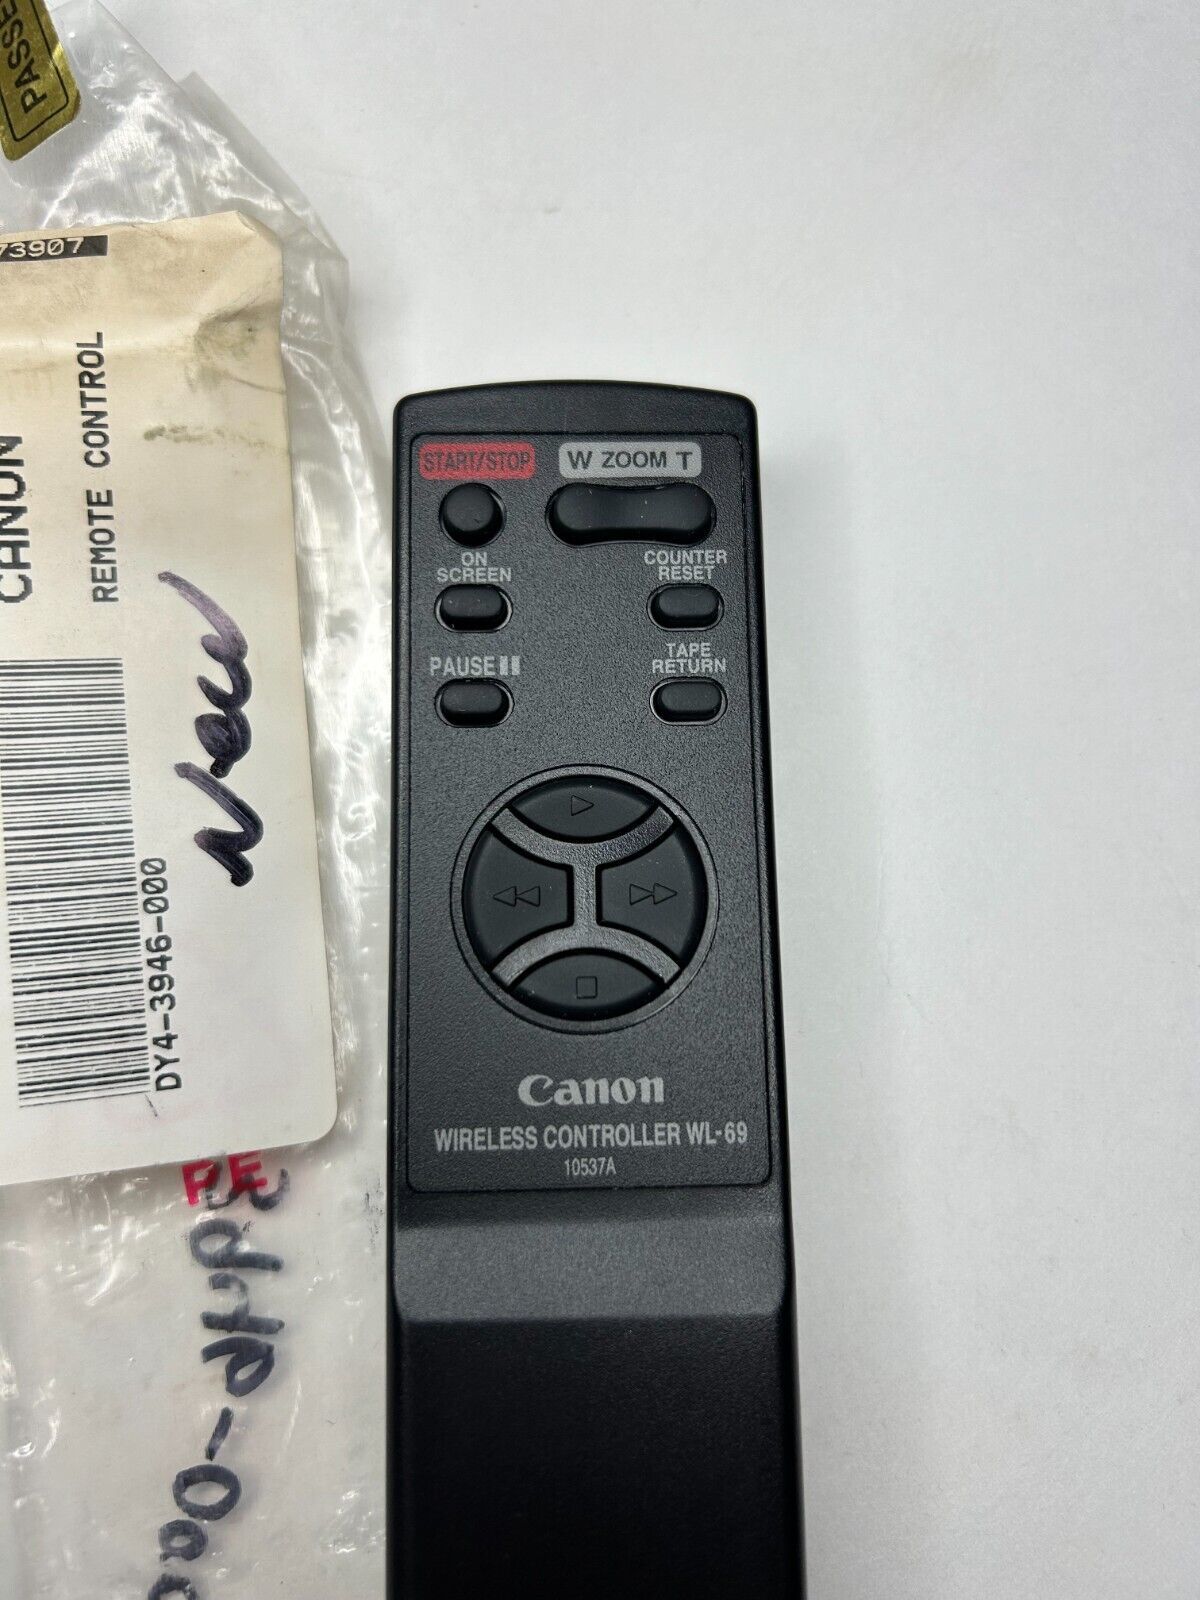 PASSE
73907
CANON
REMOTE CONTROL
DY4-3946-000
New
START/STOP
W ZOOM T
ON
SCREEN
COUNTER
RESET
PAUSE
TAPE
RETURN
Canon
WIRELESS CONTROLLER WL-69
10537A